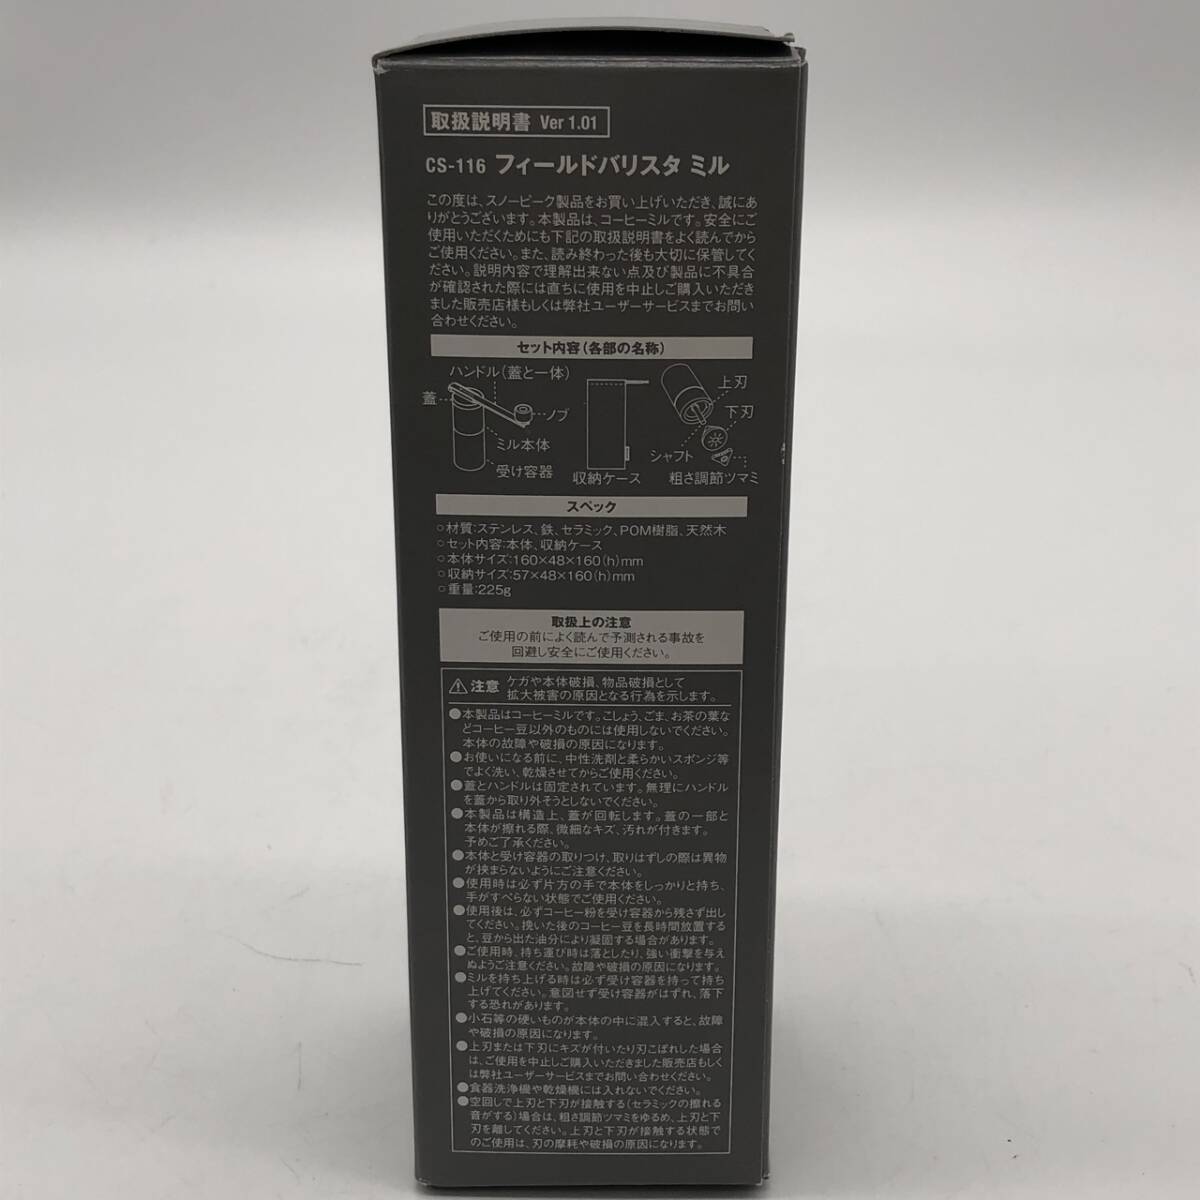 取扱説明書 Ver 1.01
CS-116 フィールドバリスタ ミル
この度は、スノーピーク製品をお買い上げいただき、誠にあ
りがとうございます。本製品は、コーヒーミルです。安全にご
使用いただくためにも下記の取扱説明書をよく読んでから
ご使用ください。また、読み終わった後も大切に保管してく
ださい。説明内容で理解出来ない点及び製品に不具合
が確認された際には直ちに使用を中止しご購入いただき
ました販売店様もしくは弊社ユーザーサービスまでお問い
合わせください。
セット内容（各部の名称）
ハンドル（蓋と一体）
蓋
ノブ
ミル本体
受け容器
収納ケース
上刃
下刃
シャフト
粗さ調節ツマミ
スペック
○材質:ステンレス、鉄、セラミック、POM樹脂、天然木
○セット内容:本体、収納ケース
○本体サイズ:160×48×160(h)mm
○収納サイズ:57×48×160(h)mm
○重量:225g
取扱上の注意
ご使用の前によく読んで予測される事故を
回避し安全にご使用ください。
⚠注意 ケガや本体破損、物品破損として
拡大被害の原因となる行為を示します。
●本製品はコーヒーミルです。こしょう、ごま、お茶の葉な
どコーヒー豆以外のものには使用しないでください。
本体の故障や破損の原因になります。
●お使いになる前に、中性洗剤と柔らかいスポンジ等
でよく洗い、乾燥させてからご使用ください。
●蓋とハンドルは固定されています。無理にハンドル
を蓋から取り外そうとしないでください。
●本製品は構造上、蓋が回転します。蓋の一部と
本体が擦れる際、微細なキズ、汚れが付きます。
予めご了承ください。
●本体と受け容器の取りつけ、取りはずしの際は異物
が挟まらないようにご注意ください。
●使用時は必ず片方の手で本体をしっかりと持ち、
手がすべらない状態でご使用ください。
●使用後は、必ずコーヒー粉を受け容器から残さず出し
てください。挽いた後のコーヒー豆を長時間放置する
と、豆から出た油分により凝固する場合があります。
●ご使用時、持ち運び時は落としたり、強い衝撃を与え
ぬようご注意ください。故障や破損の原因になります。
●ミルを持ち上げる時は必ず受け容器を持って持ち
上げてください。意図せず受け容器がはずれ、落下
する恐れがあります。
●小石等の硬いものが本体の中に混入すると、故障
や破損の原因になります。
●上刃または下刃にキズが付いたり刃こぼれした場合
は、ご使用を中止しご購入いただきました販売店もしく
は弊社ユーザーサービスまでお問い合わせください。
●食器洗浄機や乾燥機には入れないでください。
●空回しで上刃と下刃が接触する(セラミックの擦れる
音がする)場合は、粗さ調節ツマミをゆるめ、上刃と下
刃を離してください。上刃と下刃が接触する状態で
のご使用は、刃の摩耗や破損の原因になります。